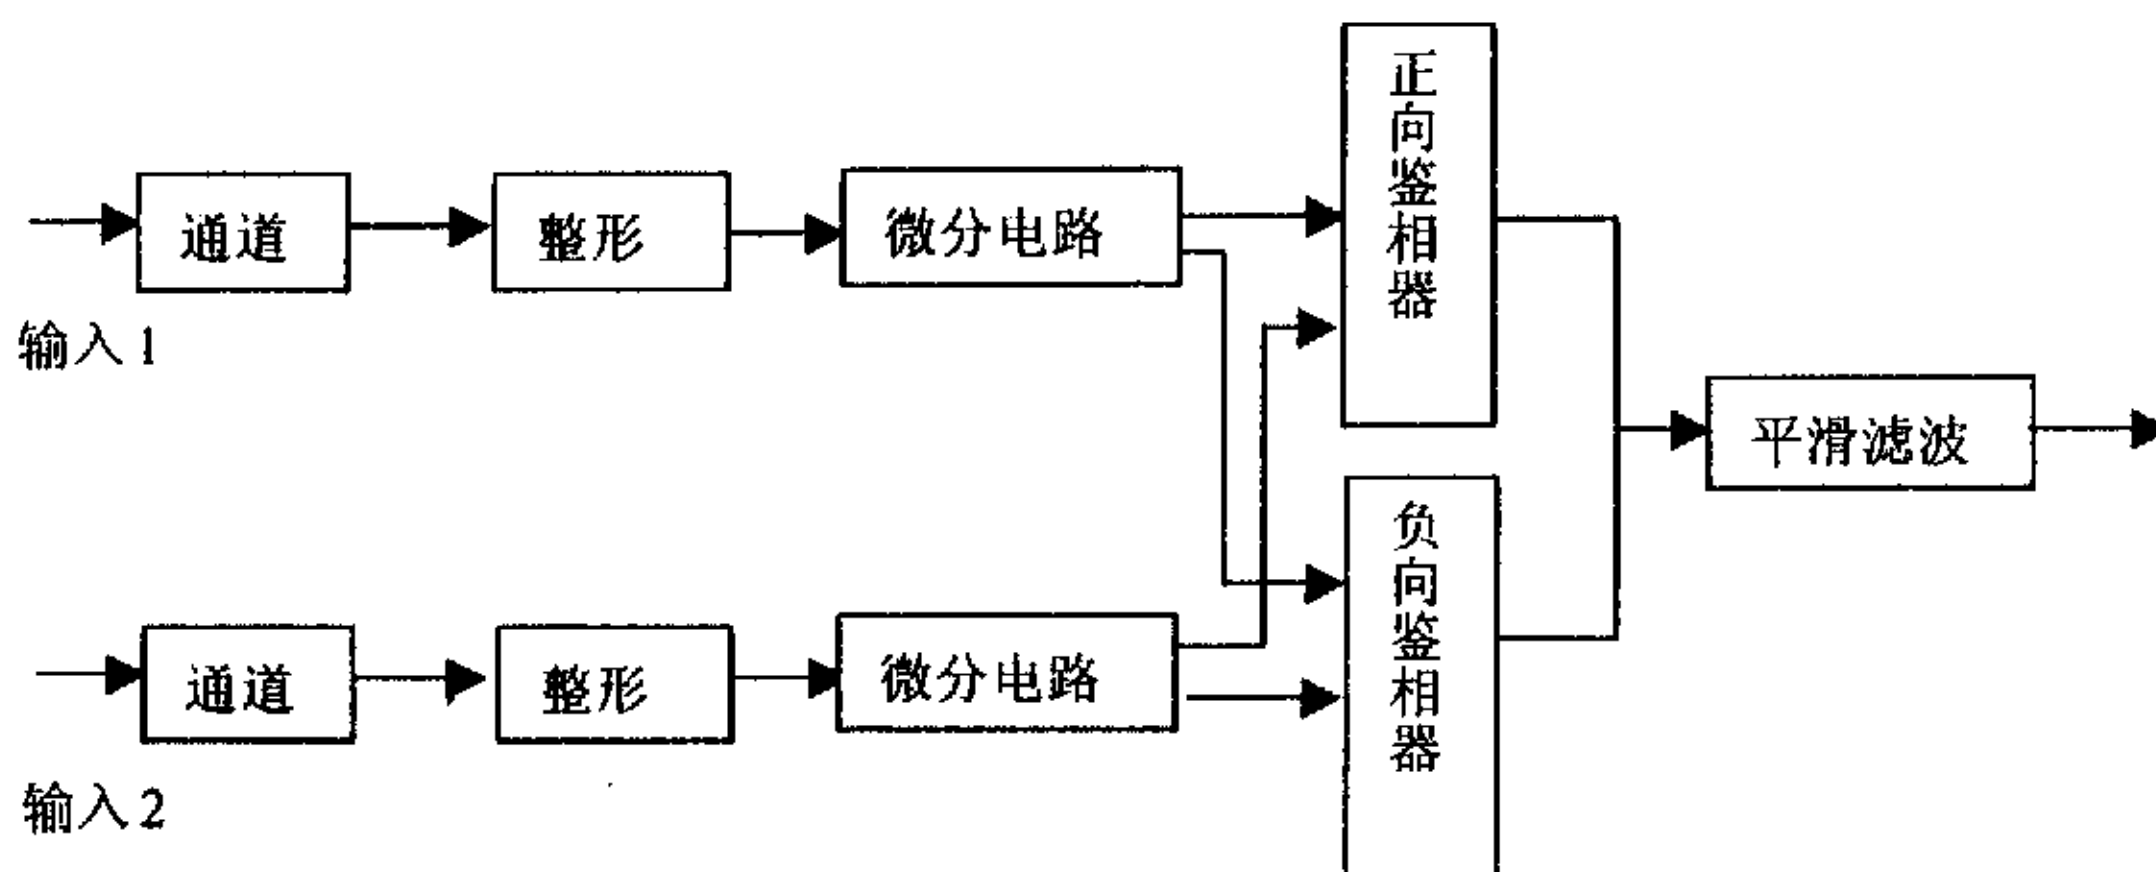 正向鉴相器
通道
整形
微分电路
输入1
平滑滤波
负向鉴相器
通道
整形
微分电路
输入2